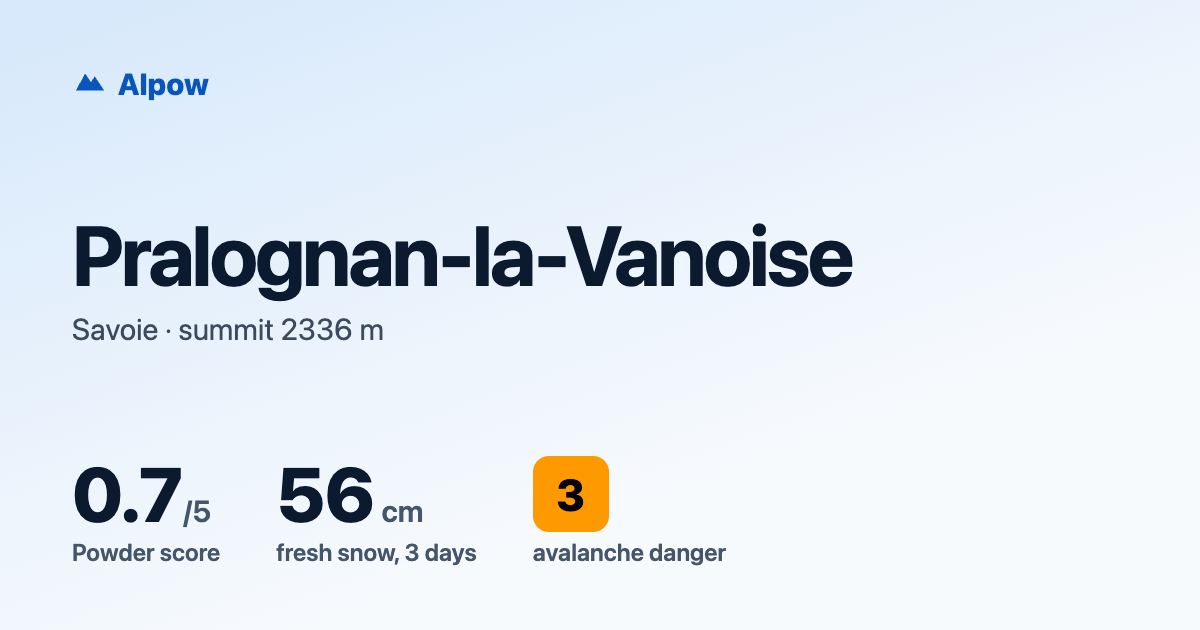 Alpow
Pralognan-la-Vanoise
Savoie · summit 2336 m
0.7/5
Powder score
56 cm
fresh snow, 3 days
3
avalanche danger